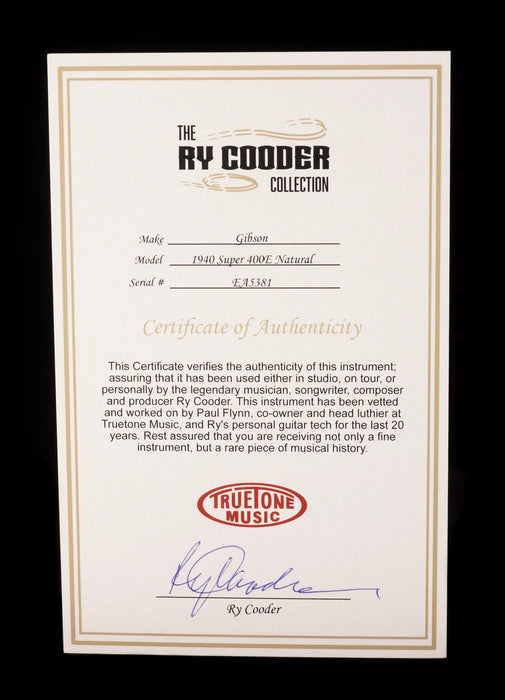 THE
RY COODER
COLLECTION
Make Gibson
Model 1940 Super 400E Natural
Serial # EA5381
Certificate of Authenticity
This Certificate verifies the authenticity of this instrument;
assuring that it has been used either in studio, on tour, or
personally by the legendary musician, songwriter, composer
and producer Ry Cooder. This instrument has been vetted
and worked on by Paul Flynn, co-owner and head luthier at
Truetone Music, and Ry's personal guitar tech for the last 20
years. Rest assured that you are receiving not only a fine
instrument, but a rare piece of musical history.
TRUETONE
MUSIC
Ry Cooder
Ry Cooder